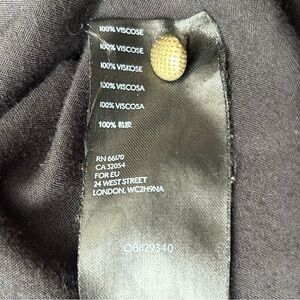 100% VISCOSE
100% VISCOSE
100% VISKOSE
100% VISCOSA
100% VISCOSA
100% 粘胶
RN 66170
CA 32054
FOR EU
24 WEST STREET
LONDON, WC2H9NA
OB1129340